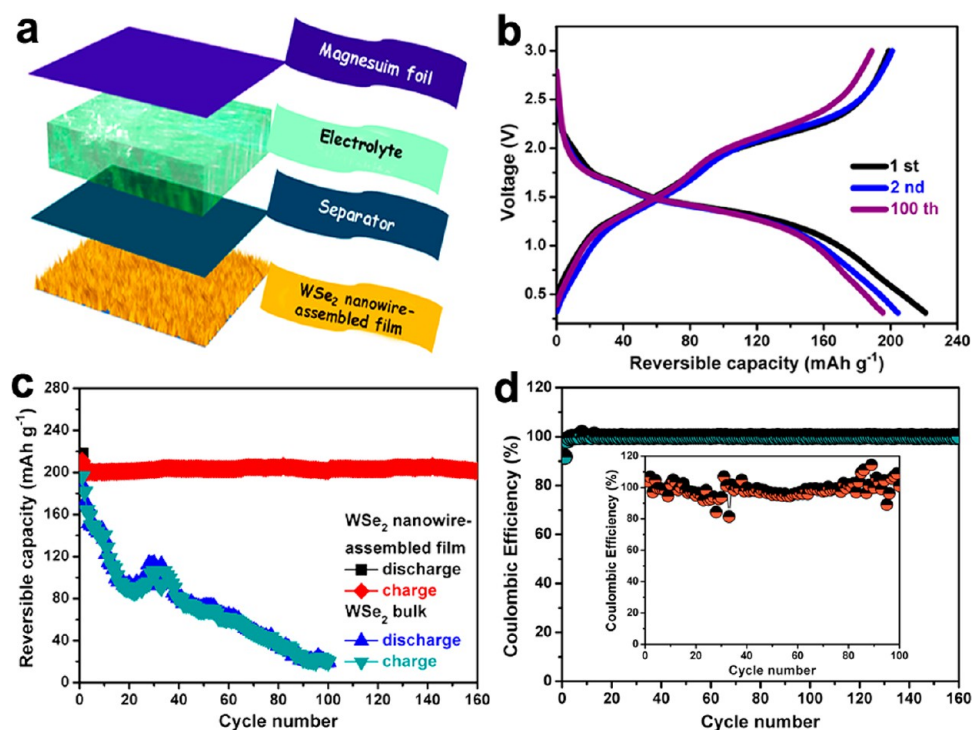 a
Magnesuim foil
Electrolyte
Separator
WSe₂ nanowire-
assembled film
b
Voltage (V)
3.0
2.5
2.0
1.5
1.0
0.5
1 st
2 nd
100 th
0 40 80 120 160 200 240
Reversible capacity (mAh g⁻¹)
c
Reversible capacity (mAh g⁻¹)
280
240
200
160
120
80
40
0
WSe₂ nanowire-
assembled film
discharge
charge
WSe₂ bulk
discharge
charge
0 20 40 60 80 100 120 140 160
Cycle number
d
Coulombic Efficiency (%)
120
100
80
60
40
20
0
Coulombic Efficiency (%)
120
100
80
60
40
20
0
0 20 40 60 80 100
Cycle number
0 20 40 60 80 100 120 140 160
Cycle number